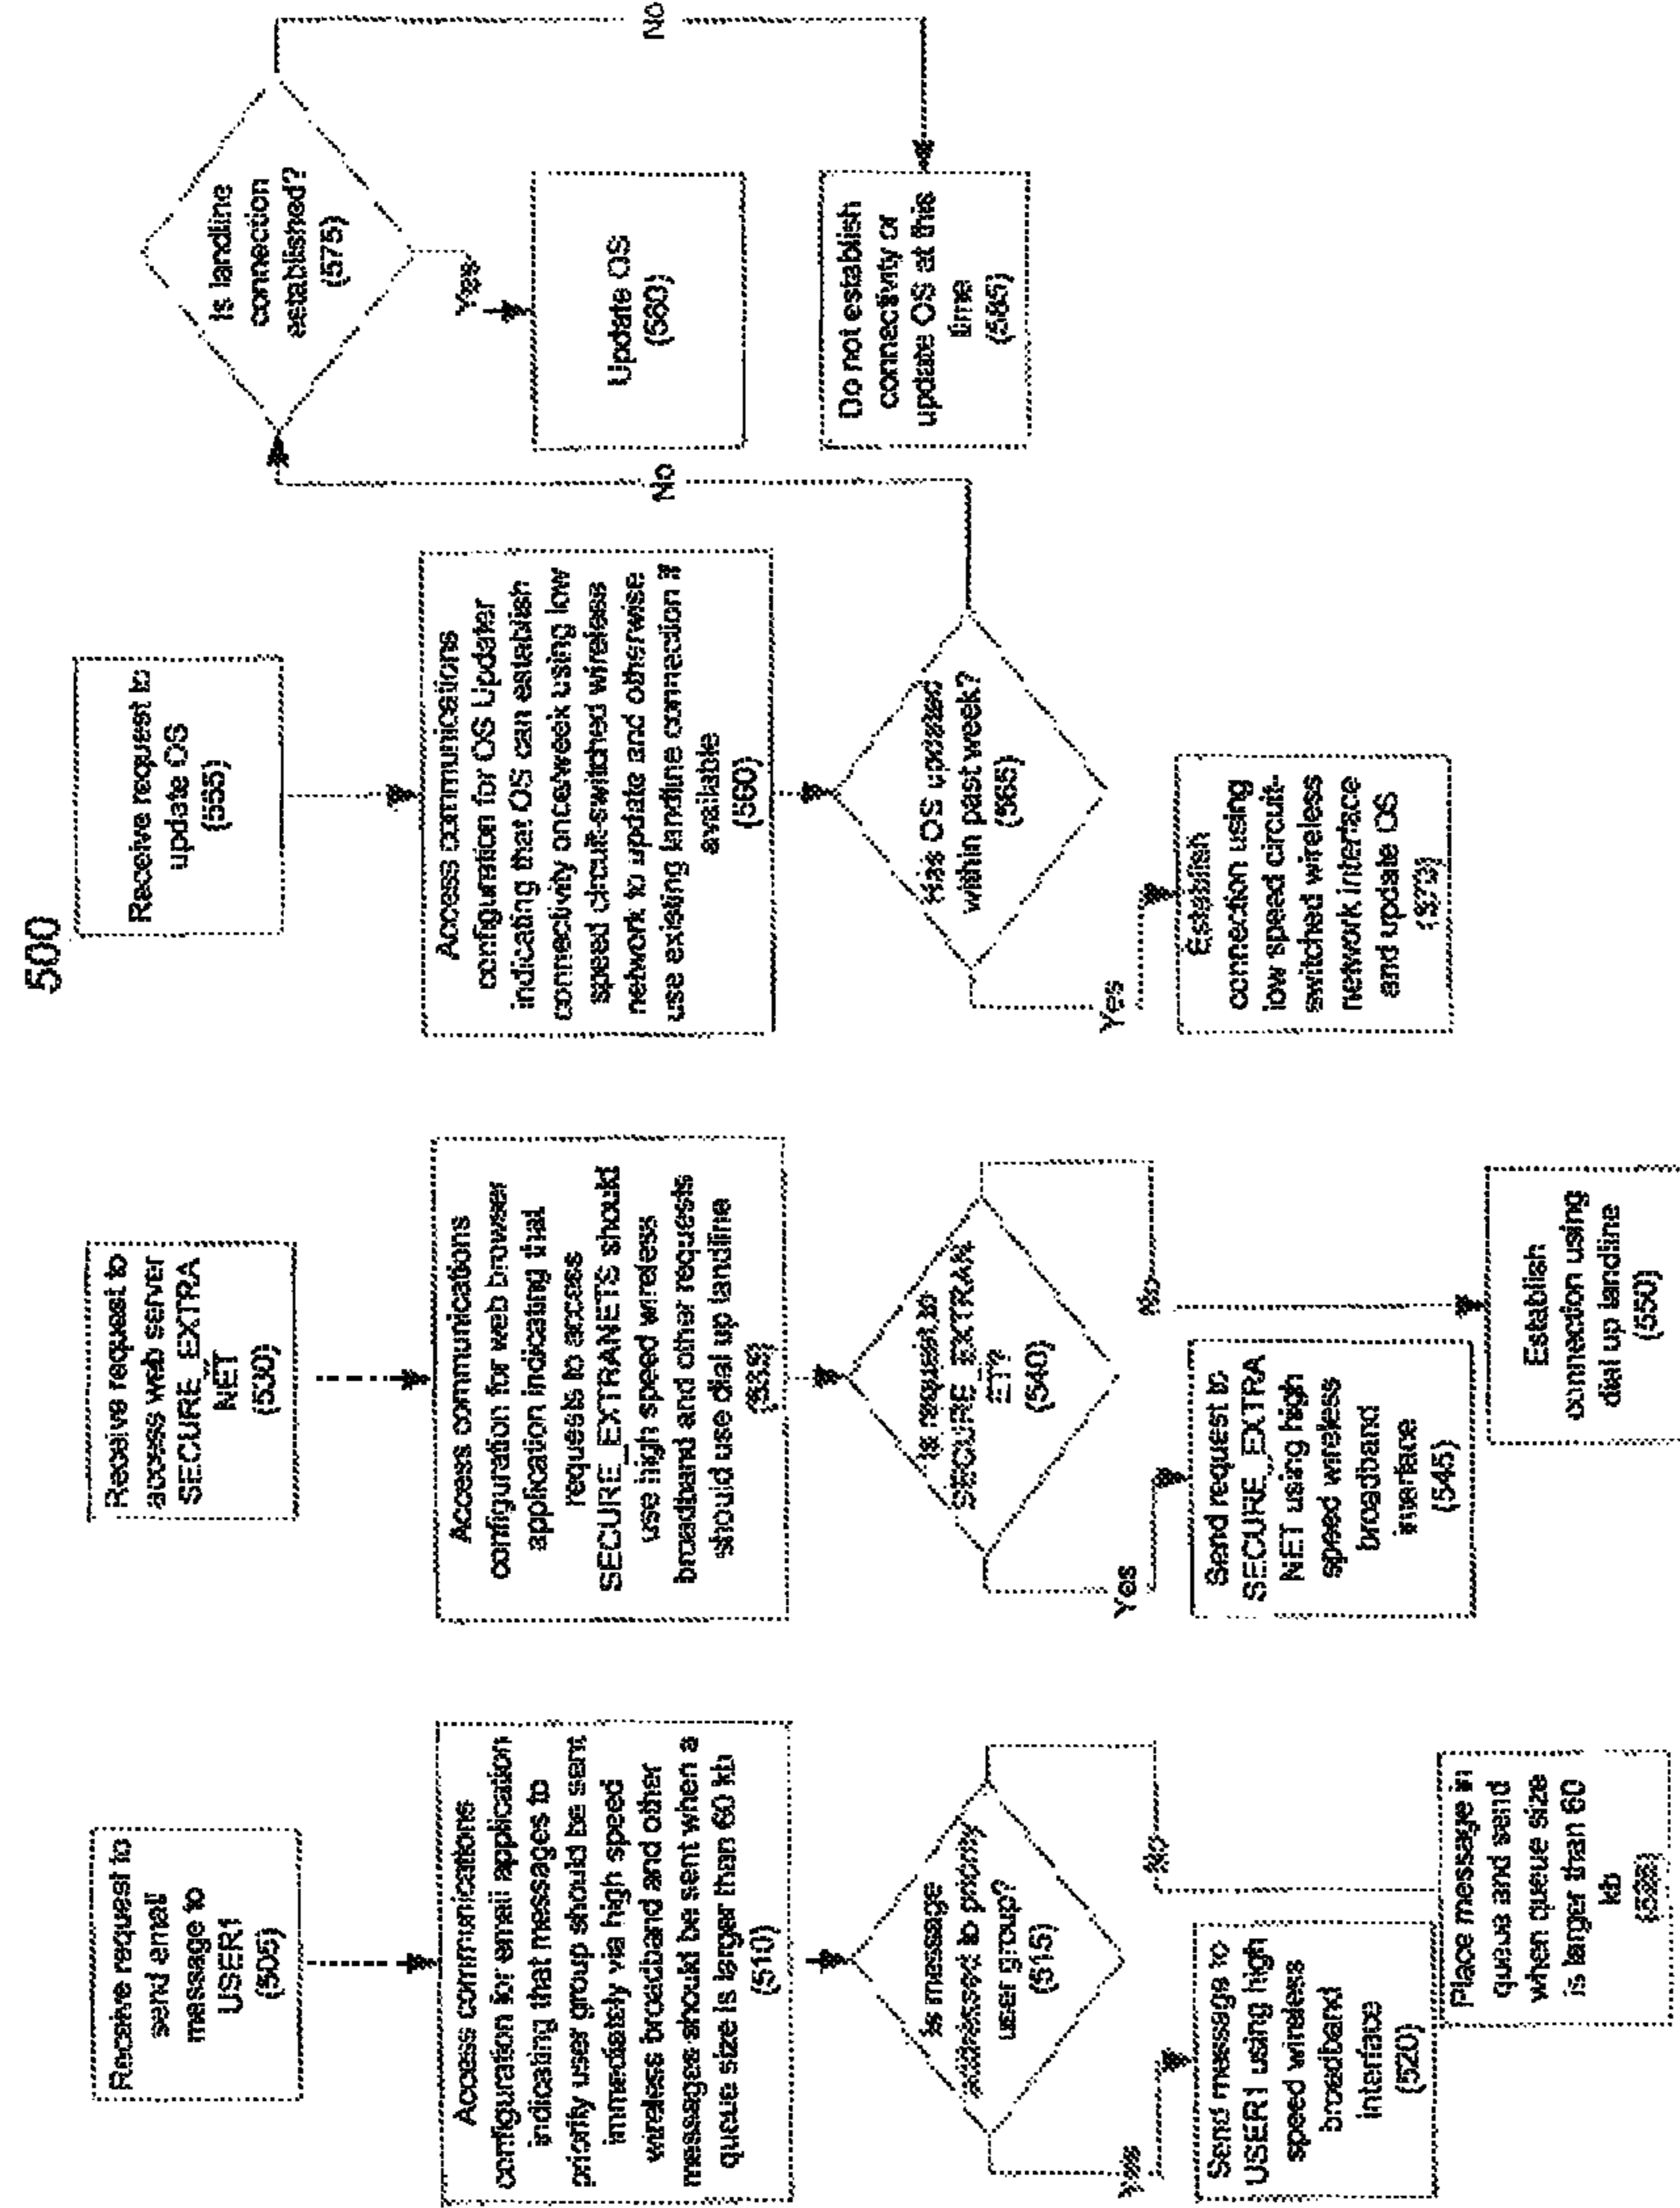 500
Receive request to
send email
message to
USER1
(505)
Access communications
configuration for email application
indicating that messages to
priority user group should be sent
immediately via high speed
wireless broadband and other
messages should be sent when a
queue size is larger than 60 kb
(510)
Is message
addressed to priority
user group?
(515)
Yes
No
Send message to
USER1 using high
speed wireless
broadband
interface
(520)
Place message in
queue and send
when queue size
is larger than 60
kb
Receive request to
access web server
SECURE_EXTRA
NET
(530)
Access communications
configuration for web browser
application indicating that
requests to access
SECURE_EXTRANETS should
use high speed wireless
broadband and other requests
should use dial up landline
(535)
Is request to
SECURE_EXTRAN
ET?
(540)
Yes
No
Send request to
SECURE_EXTRA
NET using high
speed wireless
broadband
interface
(545)
Establish
connection using
dial up landline
(550)
Receive request to
update OS
(555)
Access communications
configuration for OS Updater
indicating that OS can establish
connectivity once/week using low
speed circuit-switched wireless
network to update and otherwise
use existing landline connection if
available
(560)
Has OS updated
within past week?
(565)
Yes
No
Establish
connection using
low speed circuit-
switched wireless
network interface
and update OS
(570)
Is landline
connection
established?
(575)
Yes
No
Update OS
(580)
Do not establish
connectivity or
update OS at this
time
(585)